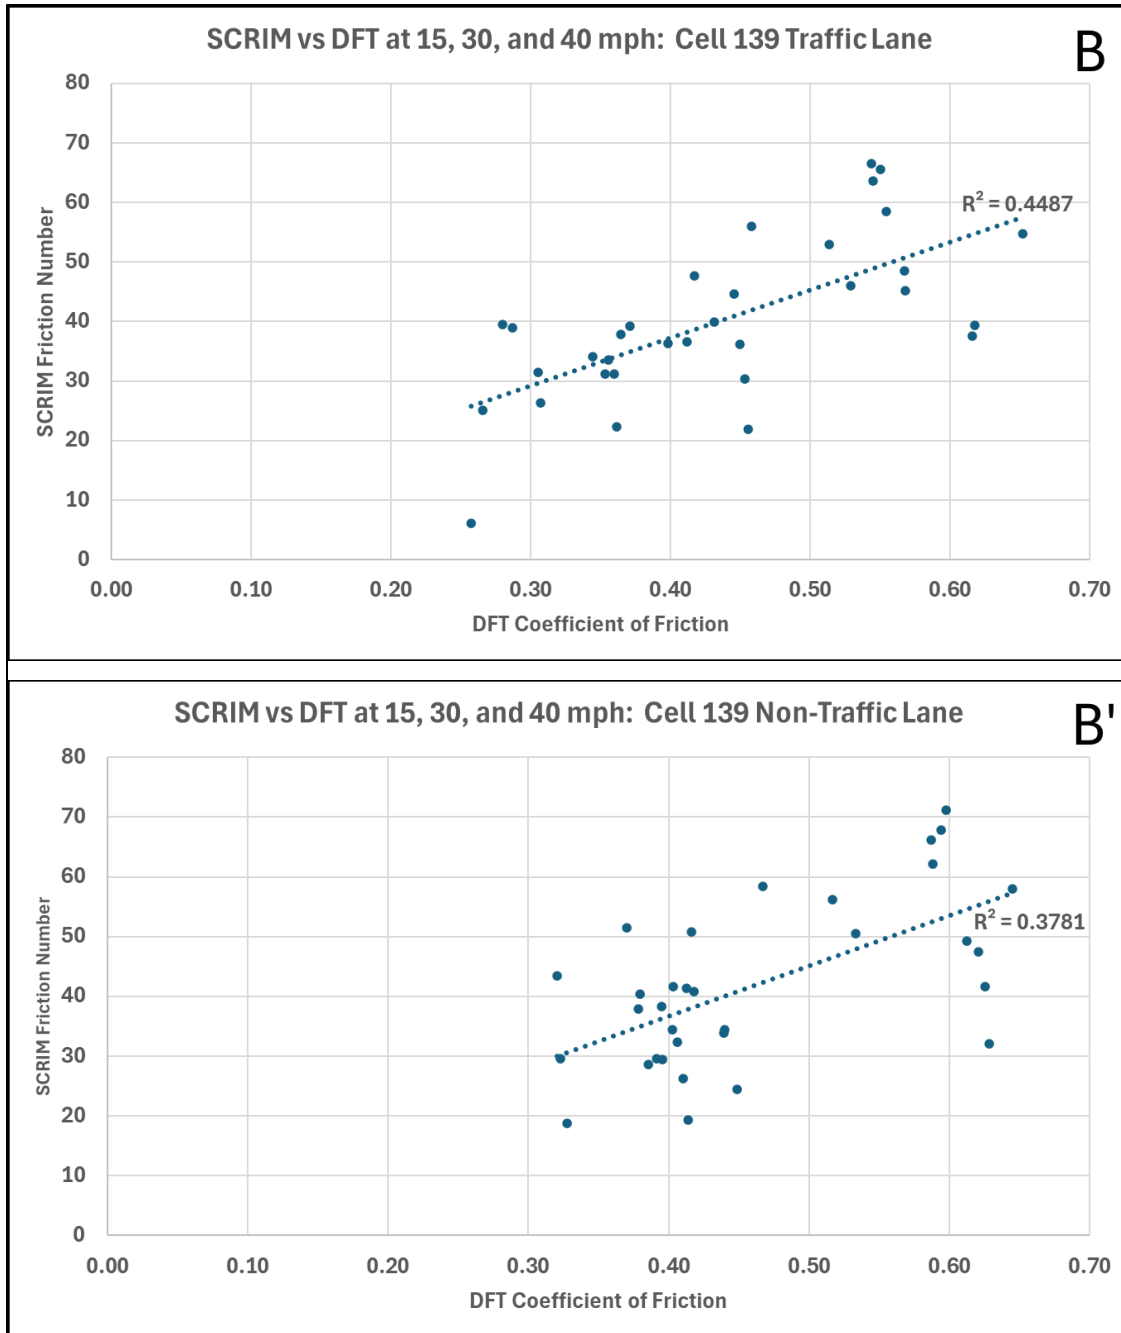 SCRIM vs DFT at 15, 30, and 40 mph:  Cell 139 Traffic Lane
B
80
70
60
50
40
30
20
10
0
SCRIM Friction Number
R² = 0.4487
0.00 0.10 0.20 0.30 0.40 0.50 0.60 0.70
DFT Coefficient of Friction
SCRIM vs DFT at 15, 30, and 40 mph:  Cell 139 Non-Traffic Lane
B'
80
70
60
50
40
30
20
10
0
SCRIM Friction Number
R² = 0.3781
0.00 0.10 0.20 0.30 0.40 0.50 0.60 0.70
DFT Coefficient of Friction